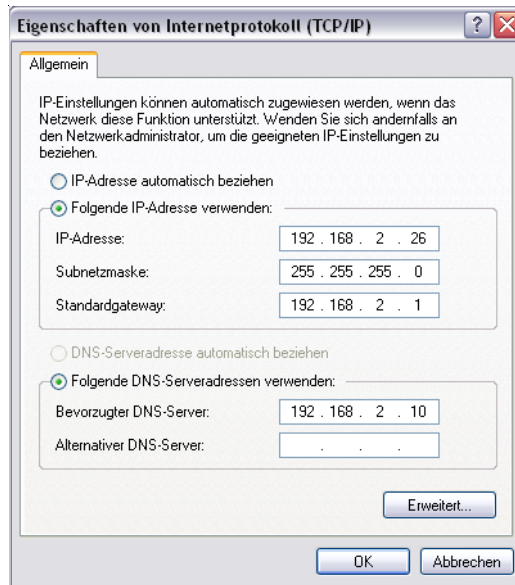 Eigenschaften von Internetprotokoll (TCP/IP)
Allgemein
IP-Einstellungen können automatisch zugewiesen werden, wenn das
Netzwerk diese Funktion unterstützt. Wenden Sie sich andernfalls an
den Netzwerkadministrator, um die geeigneten IP-Einstellungen zu
beziehen.
IP-Adresse automatisch beziehen
Folgende IP-Adresse verwenden:
IP-Adresse: 192 . 168 . 2 . 26
Subnetzmaske: 255 . 255 . 255 . 0
Standardgateway: 192 . 168 . 2 . 1
DNS-Serveradresse automatisch beziehen
Folgende DNS-Serveradressen verwenden:
Bevorzugter DNS-Server: 192 . 168 . 2 . 10
Alternativer DNS-Server: . . .
Erweitert...
OK Abbrechen